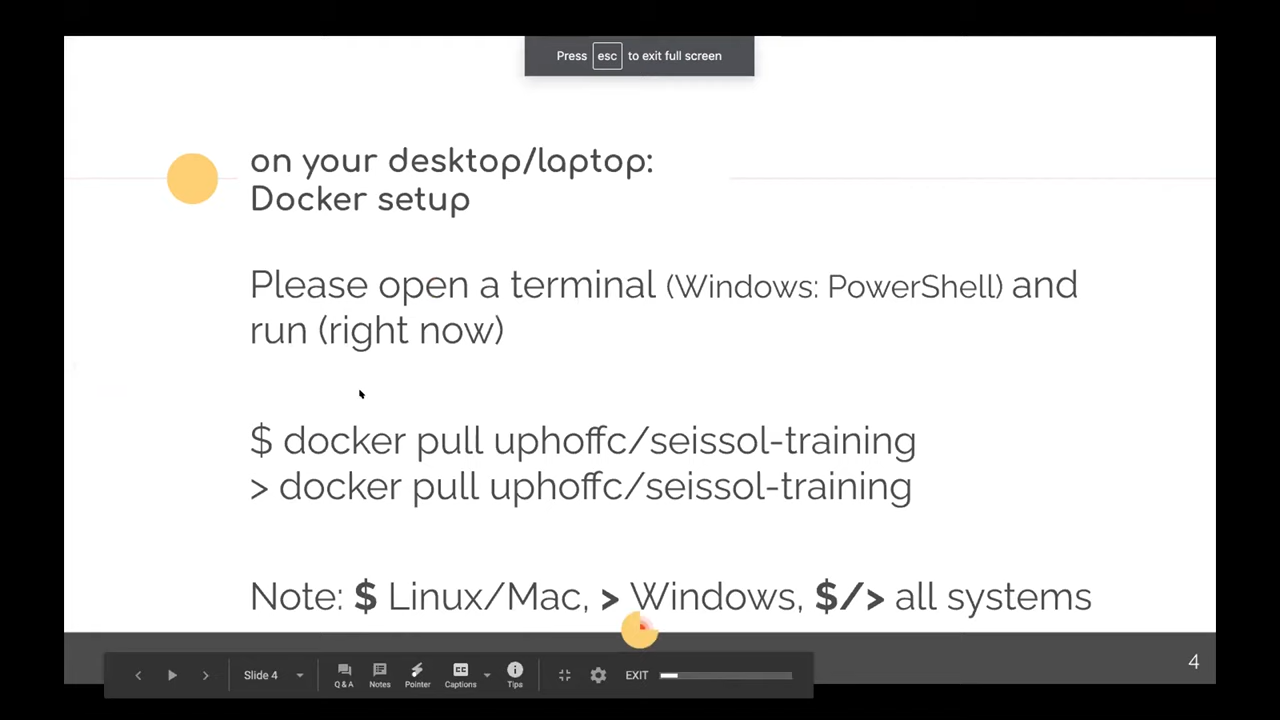 Press esc to exit full screen
on your desktop/laptop:
Docker setup
Please open a terminal (Windows: PowerShell) and
run (right now)
$ docker pull uphoffc/seissol-training
> docker pull uphoffc/seissol-training
Note: $ Linux/Mac, > Windows, $/> all systems
4
Slide 4
Q & A
Notes
Pointer
CC
Captions
Tips
EXIT